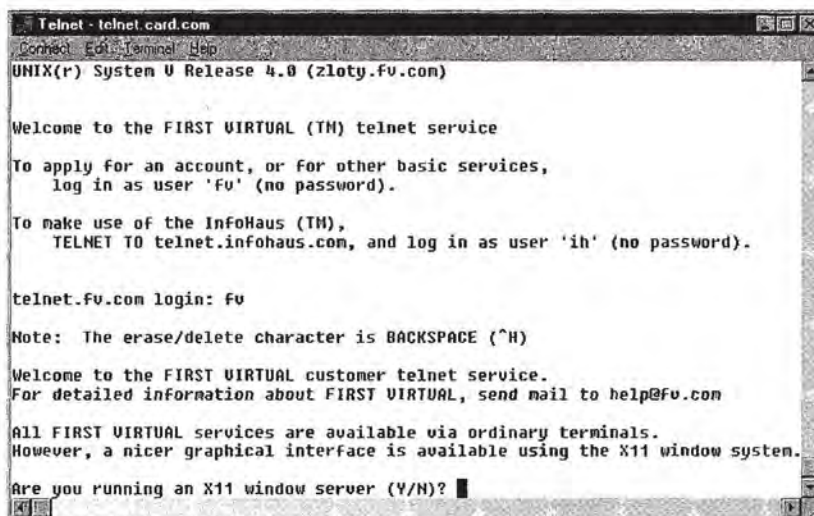 Telnet - telnet.card.com
Connect Edit Terminal Help
UNIX(r) System V Release 4.0 (zloty.fv.com)
Welcome to the FIRST VIRTUAL (TM) telnet service
To apply for an account, or for other basic services,
log in as user 'fv' (no password).
To make use of the InfoHaus (TM),
TELNET TO telnet.infohaus.com, and log in as user 'ih' (no password).
telnet.fv.com login: fv
Note: The erase/delete character is BACKSPACE (^H)
Welcome to the FIRST VIRTUAL customer telnet service.
For detailed information about FIRST VIRTUAL, send mail to help@fv.com
All FIRST VIRTUAL services are available via ordinary terminals.
However, a nicer graphical interface is available using the X11 window system.
Are you running an X11 window server (Y/N)?